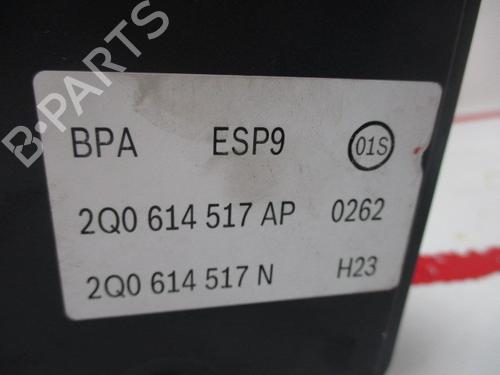 B·PARTS
BPA ESP9 01S
2Q0 614 517 AP 0262
2Q0 614 517 N H23